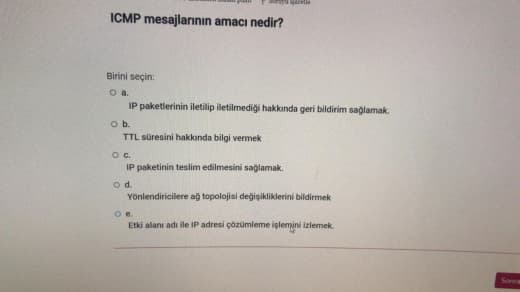 ICMP mesajlarının amacı nedir?
Birini seçin:
a.
IP paketlerinin iletilip iletilmediği hakkında geri bildirim sağlamak.
b.
TTL süresini hakkında bilgi vermek
c.
IP paketinin teslim edilmesini sağlamak.
d.
Yönlendiricilere ağ topolojisi değişikliklerini bildirmek
e.
Etki alanı adı ile IP adresi çözümleme işlemini izlemek.